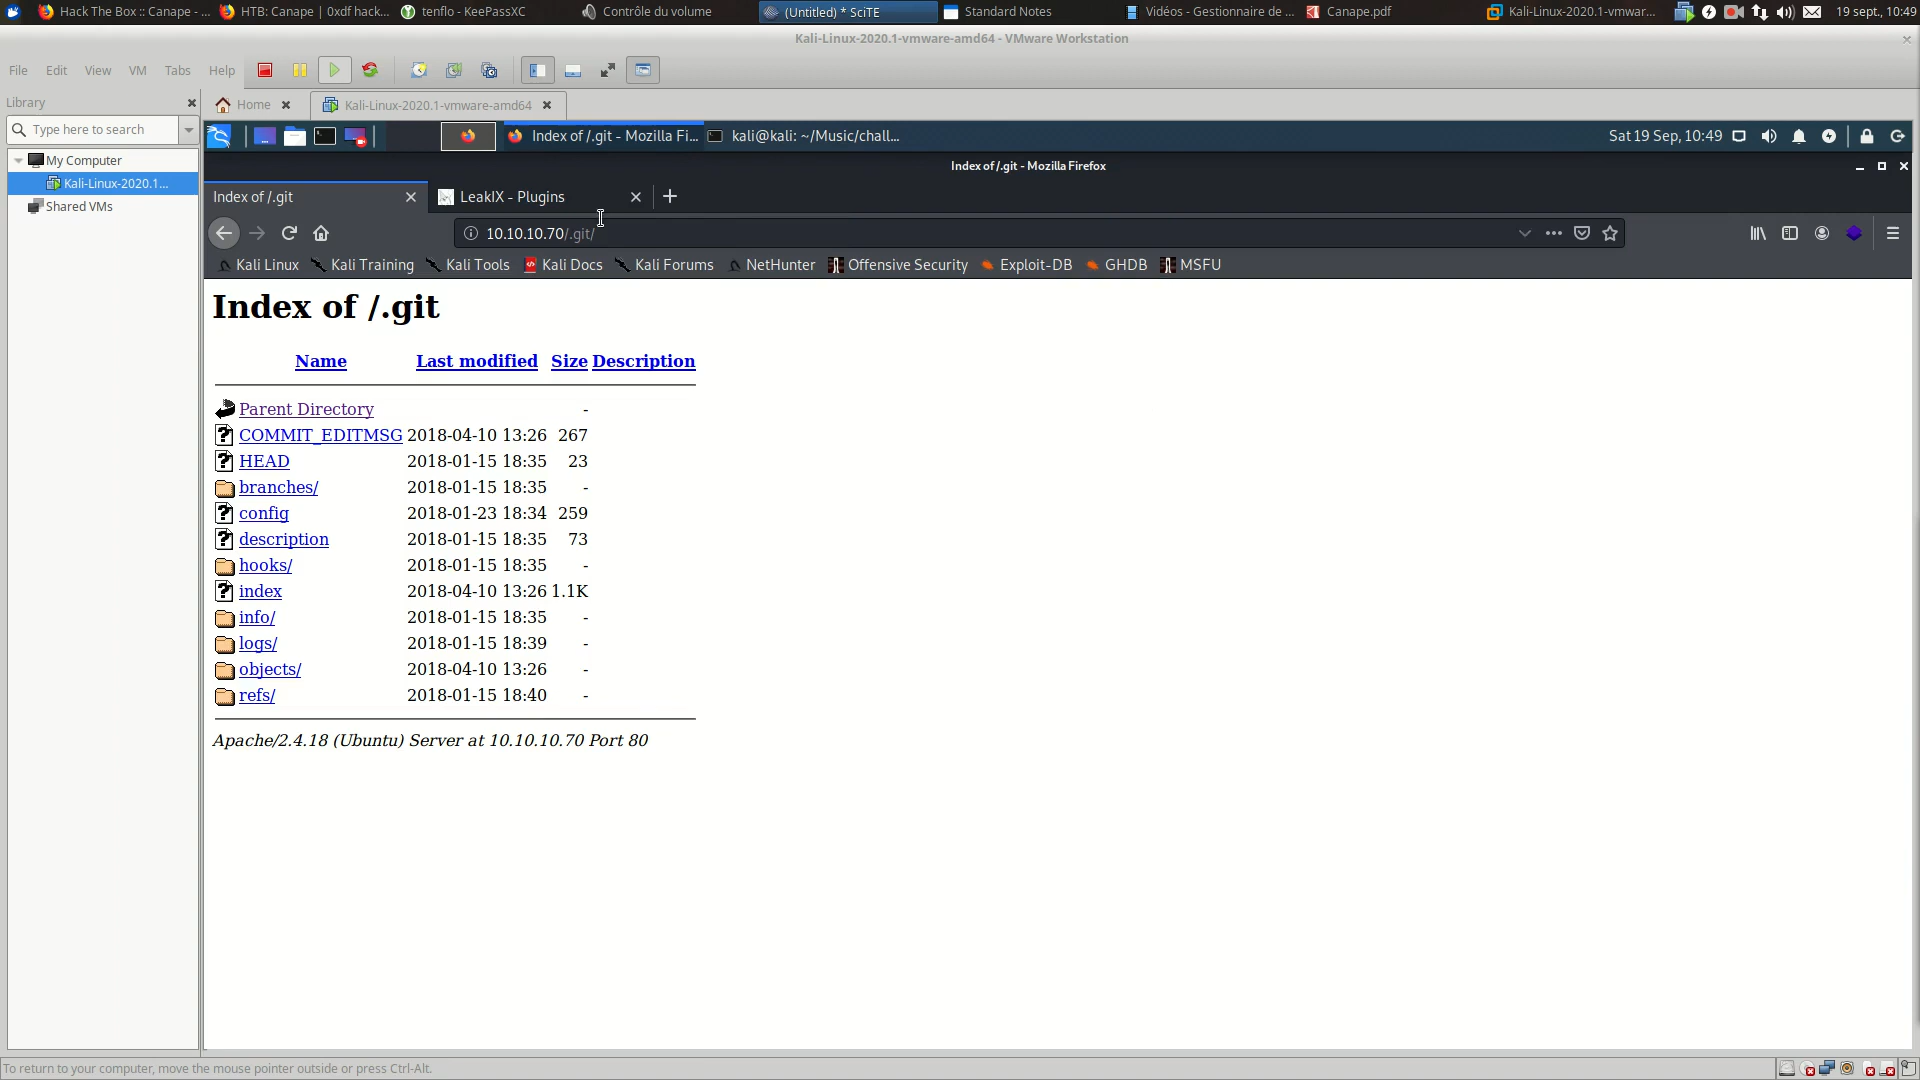 Hack The Box :: Canape - ... HTB: Canape | 0xdf hack... tenflo - KeePassXC Contrôle du volume (Untitled) * SciTE Standard Notes Vidéos - Gestionnaire de ... Canape.pdf Kali-Linux-2020.1-vmwar... 19 sept., 10:49
Kali-Linux-2020.1-vmware-amd64 - VMware Workstation
File Edit View VM Tabs Help
Library
Home Kali-Linux-2020.1-vmware-amd64
Type here to search
My Computer
Kali-Linux-2020.1...
Shared VMs
Index of /.git - Mozilla Fi... kali@kali: ~/Music/chall... Sat 19 Sep, 10:49
Index of /.git - Mozilla Firefox
Index of /.git LeakIX - Plugins
10.10.10.70/.git/
Kali Linux Kali Training Kali Tools Kali Docs Kali Forums NetHunter Offensive Security Exploit-DB GHDB MSFU
Index of /.git
Name Last modified Size Description
Parent Directory -
COMMIT_EDITMSG 2018-04-10 13:26 267
HEAD 2018-01-15 18:35 23
branches/ 2018-01-15 18:35 -
config 2018-01-23 18:34 259
description 2018-01-15 18:35 73
hooks/ 2018-01-15 18:35 -
index 2018-04-10 13:26 1.1K
info/ 2018-01-15 18:35 -
logs/ 2018-01-15 18:39 -
objects/ 2018-04-10 13:26 -
refs/ 2018-01-15 18:40 -
Apache/2.4.18 (Ubuntu) Server at 10.10.10.70 Port 80
To return to your computer, move the mouse pointer outside or press Ctrl-Alt.